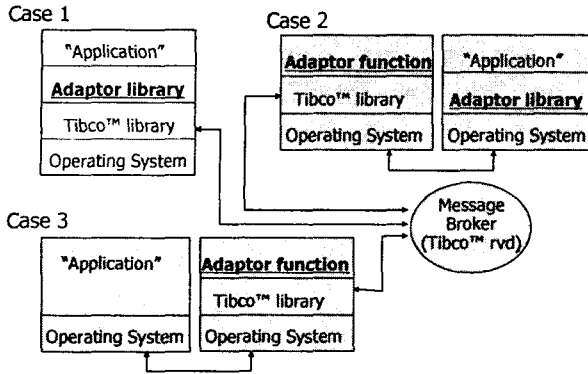 Case 1
"Application"
Adaptor library
Tibco™ library
Operating System
Case 2
Adaptor function
Tibco™ library
Operating System
"Application"
Adaptor library
Operating System
Message
Broker
(Tibco™ rvd)
Case 3
"Application"
Operating System
Adaptor function
Tibco™ library
Operating System